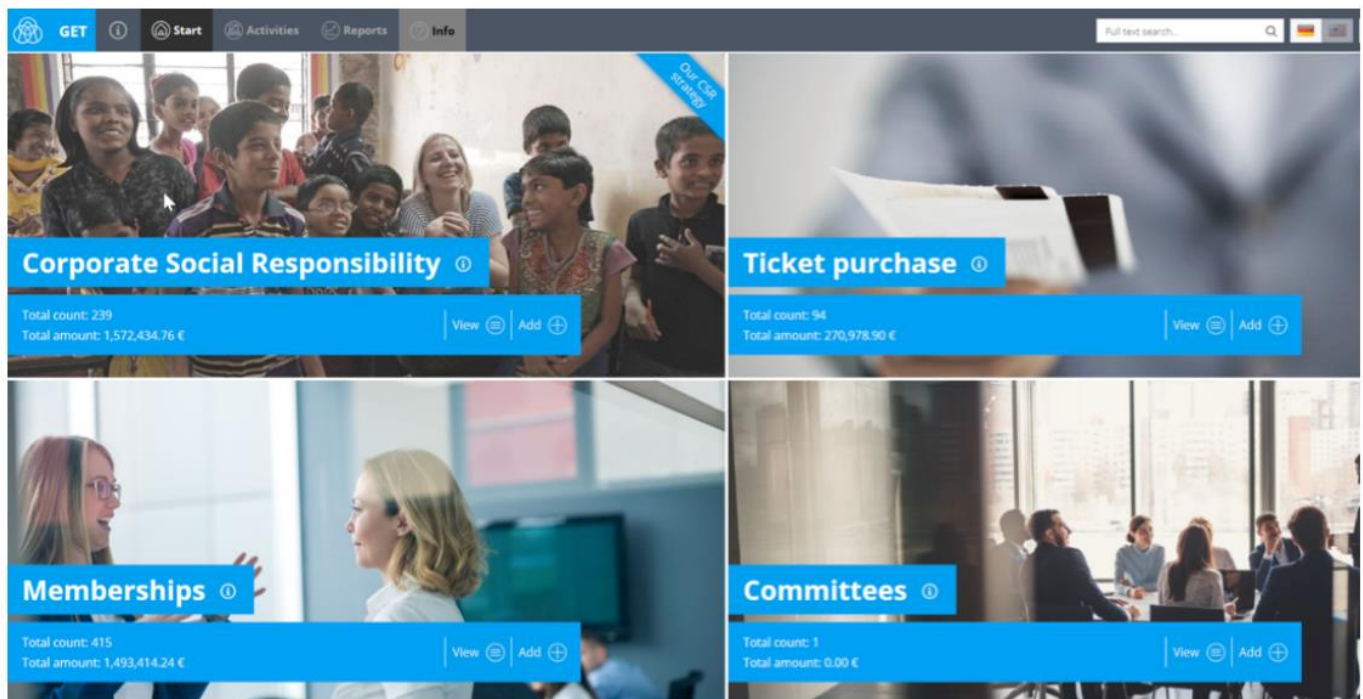 GET
Start
Activities
Reports
Info
Full text search...
Our CSR
strategy
Corporate Social Responsibility
Total count: 239
Total amount: 1,572,434.76 €
View
Add
Ticket purchase
Total count: 94
Total amount: 270,978.90 €
View
Add
Memberships
Total count: 415
Total amount: 1,493,414.24 €
View
Add
Committees
Total count: 1
Total amount: 0.00 €
View
Add